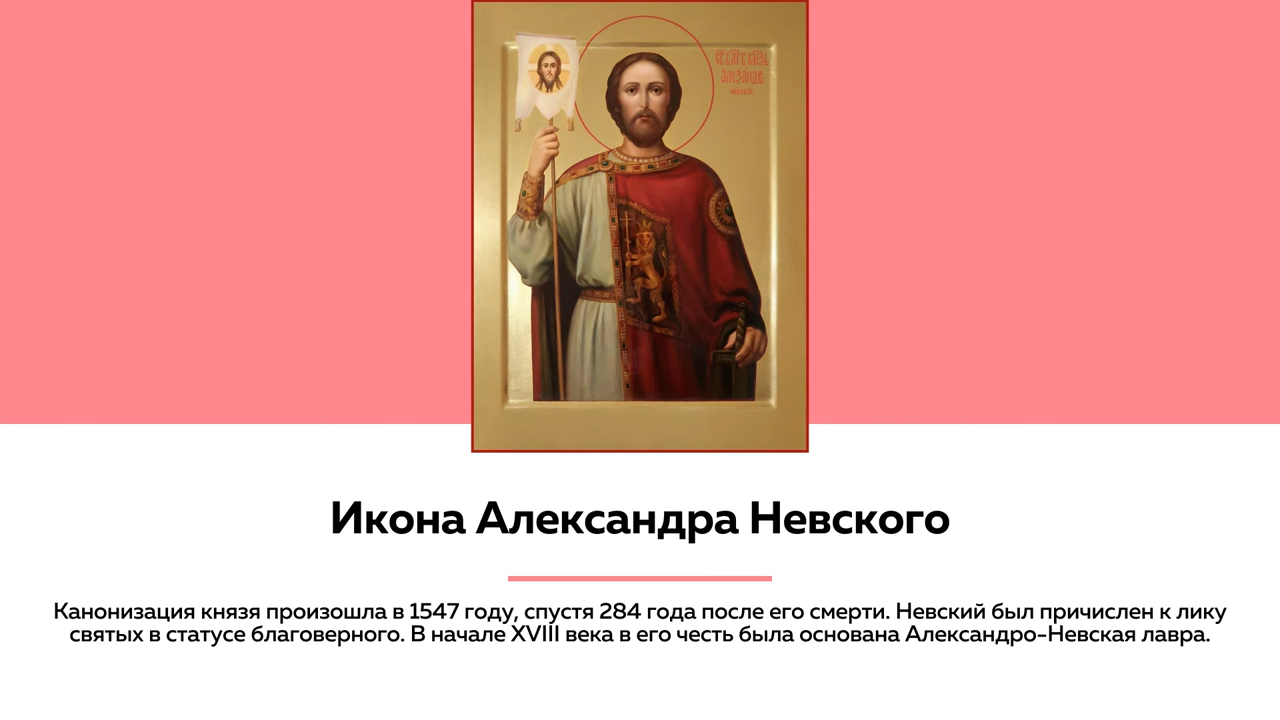 Икона Александра Невского
Канонизация князя произошла в 1547 году, спустя 284 года после его смерти. Невский был причислен к лику
святых в статусе благоверного. В начале XVIII века в его честь была основана Александро-Невская лавра.